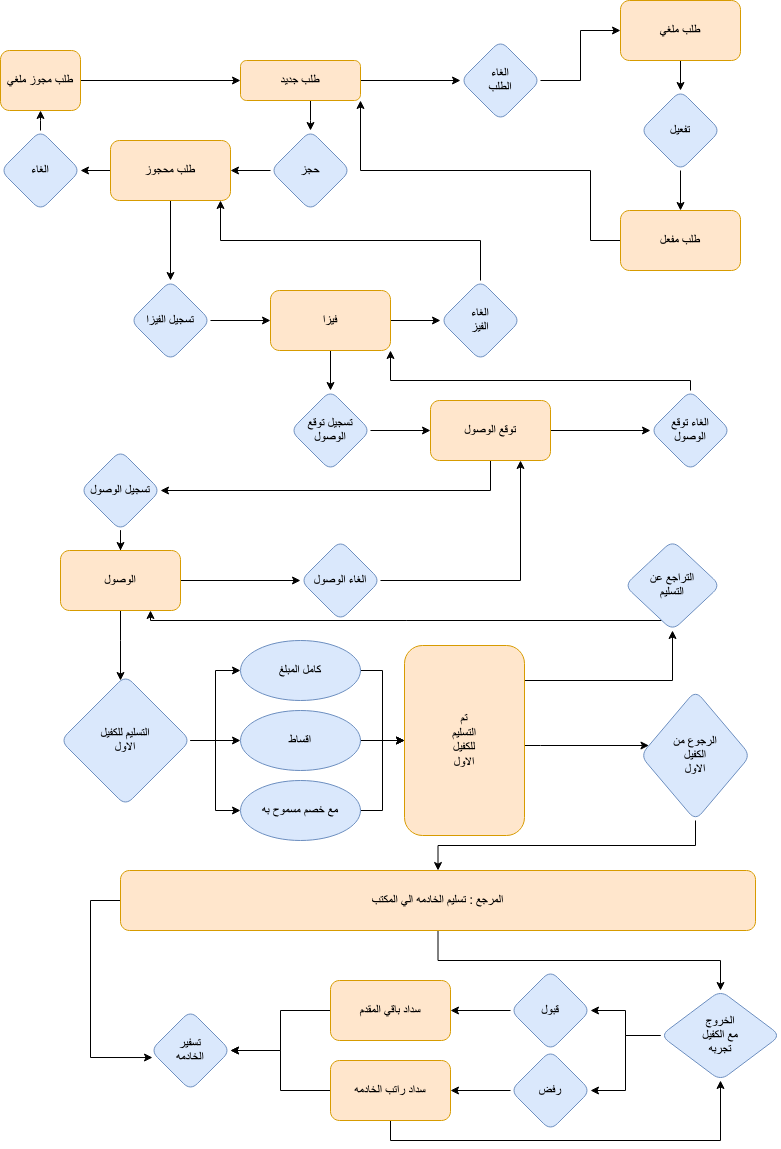 طلب ملغي
طلب مجوز ملغي
طلب جديد
الغاء
الطلب
تفعيل
الغاء
طلب محجوز
حجز
طلب مفعل
تسجيل الفيزا
فيزا
الغاء
الفيز
تسجيل توقع
الوصول
توقع الوصول
الغاء توقع
الوصول
تسجيل الوصول
الوصول
الغاء الوصول
التراجع عن
التسليم
كامل المبلغ
التسليم للكفيل
الاول
اقساط
تم
التسليم
للكفيل
الاول
الرجوع من
الكفيل
الاول
مع خصم مسموح به
المرجع : تسليم الخادمه الي المكتب
سداد باقي المقدم
قبول
الخروج
مع الكفيل
تجربه
تسفير
الخادمه
سداد راتب الخادمه
رفض